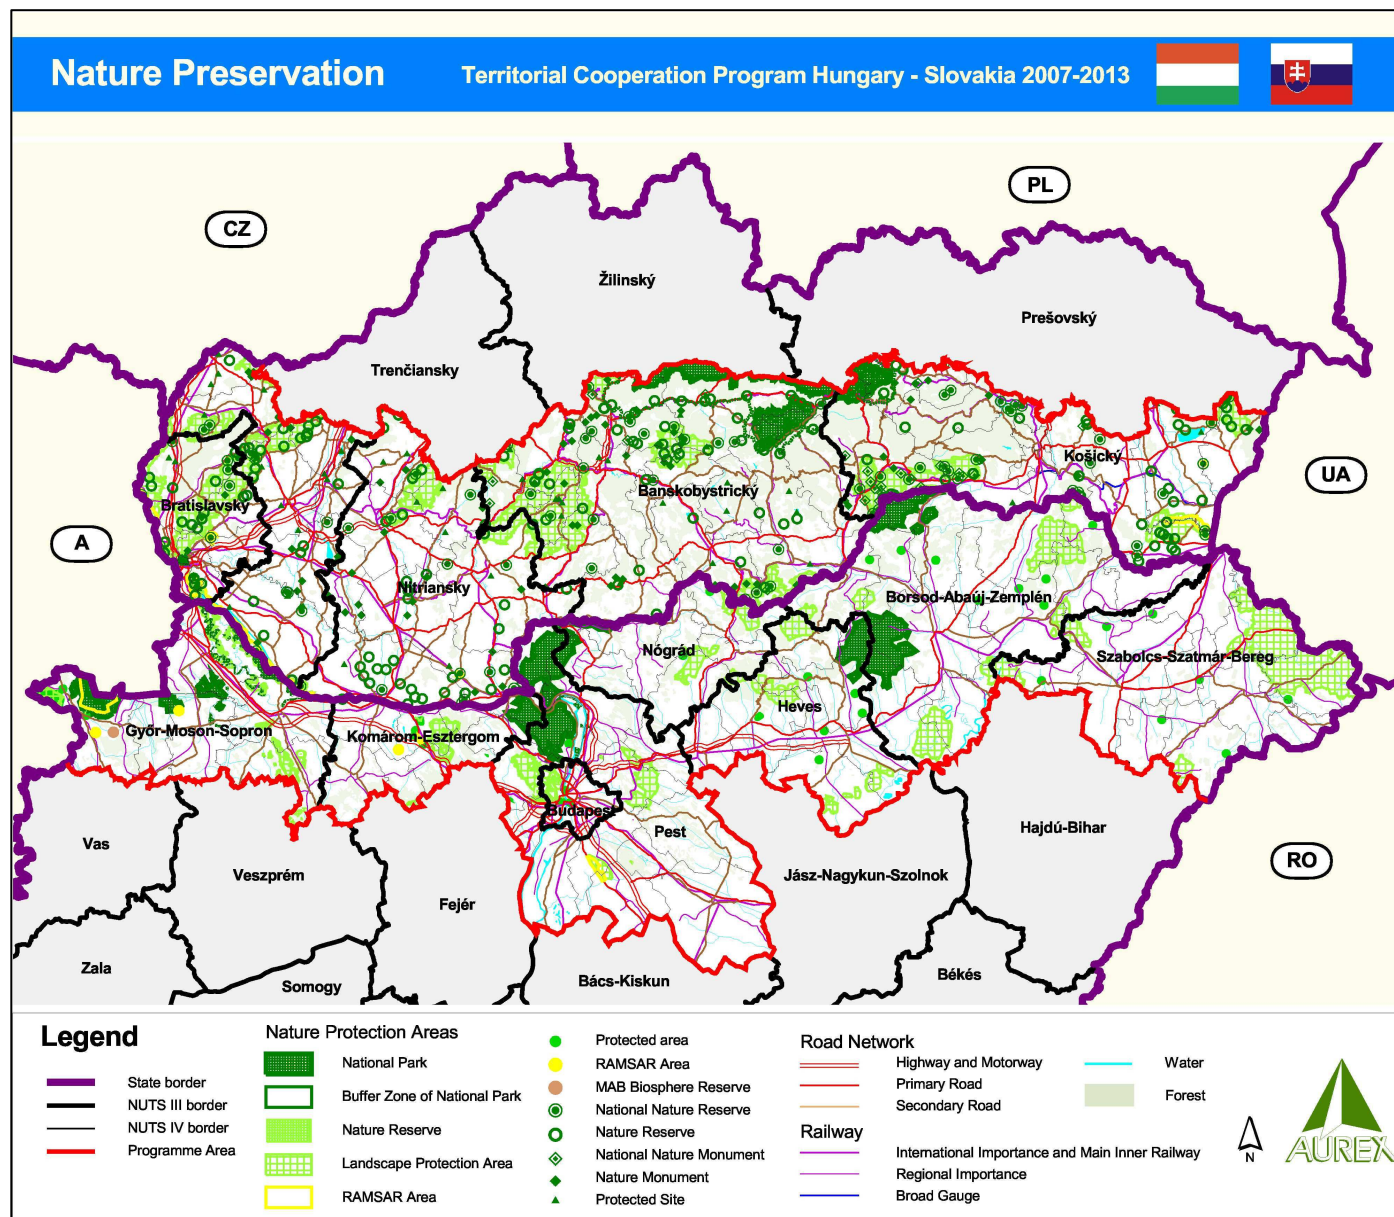 Nature Preservation
Territorial Cooperation Program Hungary - Slovakia 2007-2013
CZ
PL
Žilinský
Prešovský
Trenčiansky
Košický
UA
Banskobystrický
Bratislavský
A
Nitriansky
Borsod-Abaúj-Zemplén
Nógrád
Szabolcs-Szatmár-Bereg
Heves
Győr-Moson-Sopron
Komárom-Esztergom
Budapest
Pest
Hajdú-Bihar
Vas
RO
Veszprém
Jász-Nagykun-Szolnok
Fejér
Zala
Somogy
Bács-Kiskun
Békés
Legend
State border
NUTS III border
NUTS IV border
Programme Area
Nature Protection Areas
National Park
Buffer Zone of National Park
Nature Reserve
Landscape Protection Area
RAMSAR Area
Protected area
RAMSAR Area
MAB Biosphere Reserve
National Nature Reserve
Nature Reserve
National Nature Monument
Nature Monument
Protected Site
Road Network
Highway and Motorway
Primary Road
Secondary Road
Railway
International Importance and Main Inner Railway
Regional Importance
Broad Gauge
Water
Forest
N
AUREX